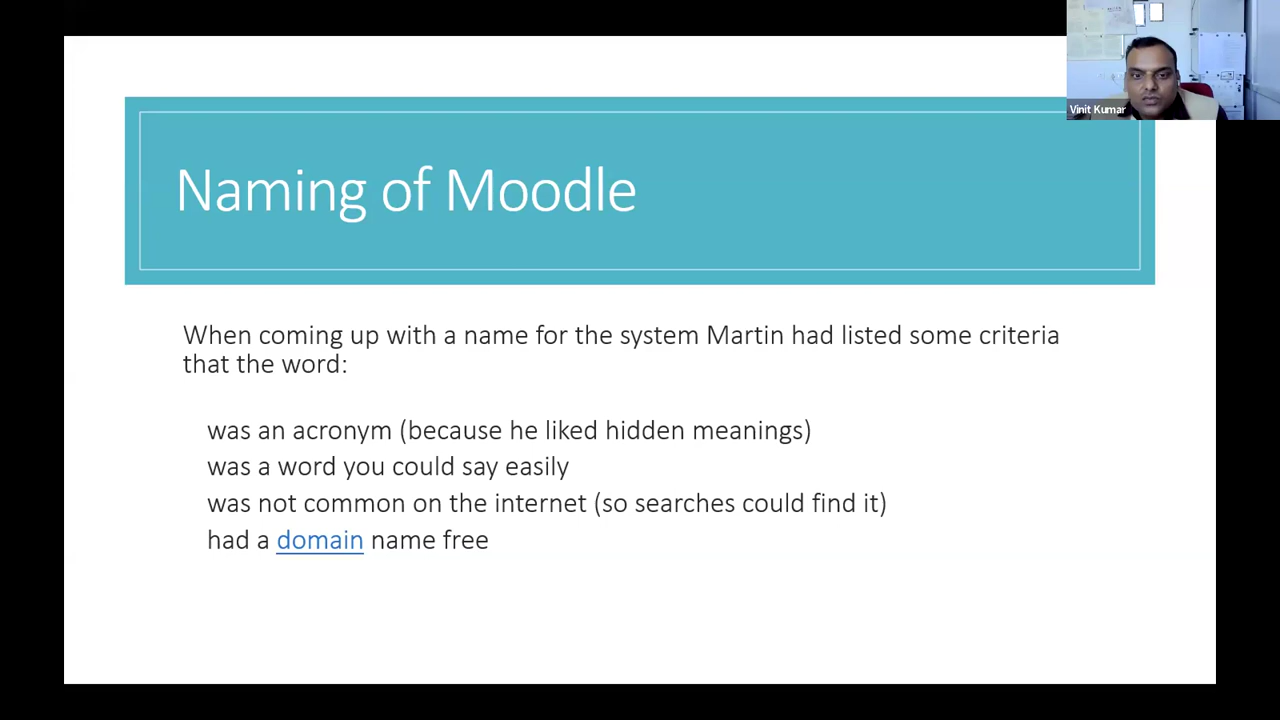 Vinit Kumar
Naming of Moodle
When coming up with a name for the system Martin had listed some criteria
that the word:
was an acronym (because he liked hidden meanings)
was a word you could say easily
was not common on the internet (so searches could find it)
had a domain name free